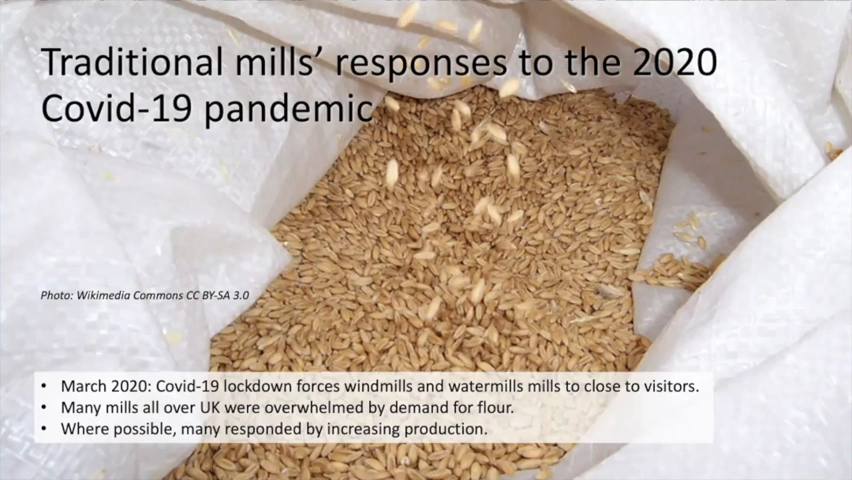 Traditional mills’ responses to the 2020
Covid-19 pandemic
Photo: Wikimedia Commons CC BY-SA 3.0
• March 2020: Covid-19 lockdown forces windmills and watermills mills to close to visitors.
• Many mills all over UK were overwhelmed by demand for flour.
• Where possible, many responded by increasing production.